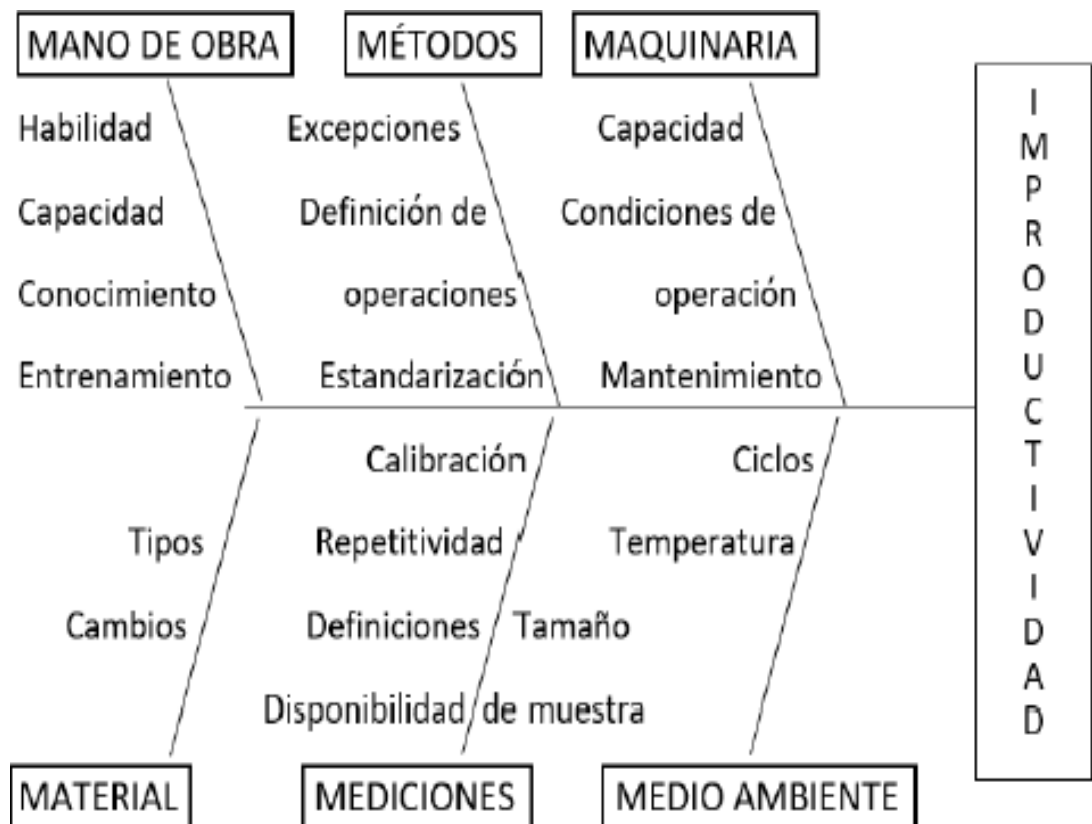 MANO DE OBRA
Habilidad
Capacidad
Conocimiento
Entrenamiento
MÉTODOS
Excepciones
Definición de
operaciones
Estandarización
MAQUINARIA
Capacidad
Condiciones de
operación
Mantenimiento
Tipos
Cambios
MATERIAL
Calibración
Repetitividad
Definiciones
Tamaño
Disponibilidad de muestra
MEDICIONES
Ciclos
Temperatura
MEDIO AMBIENTE
IMPRODUCTIVIDAD